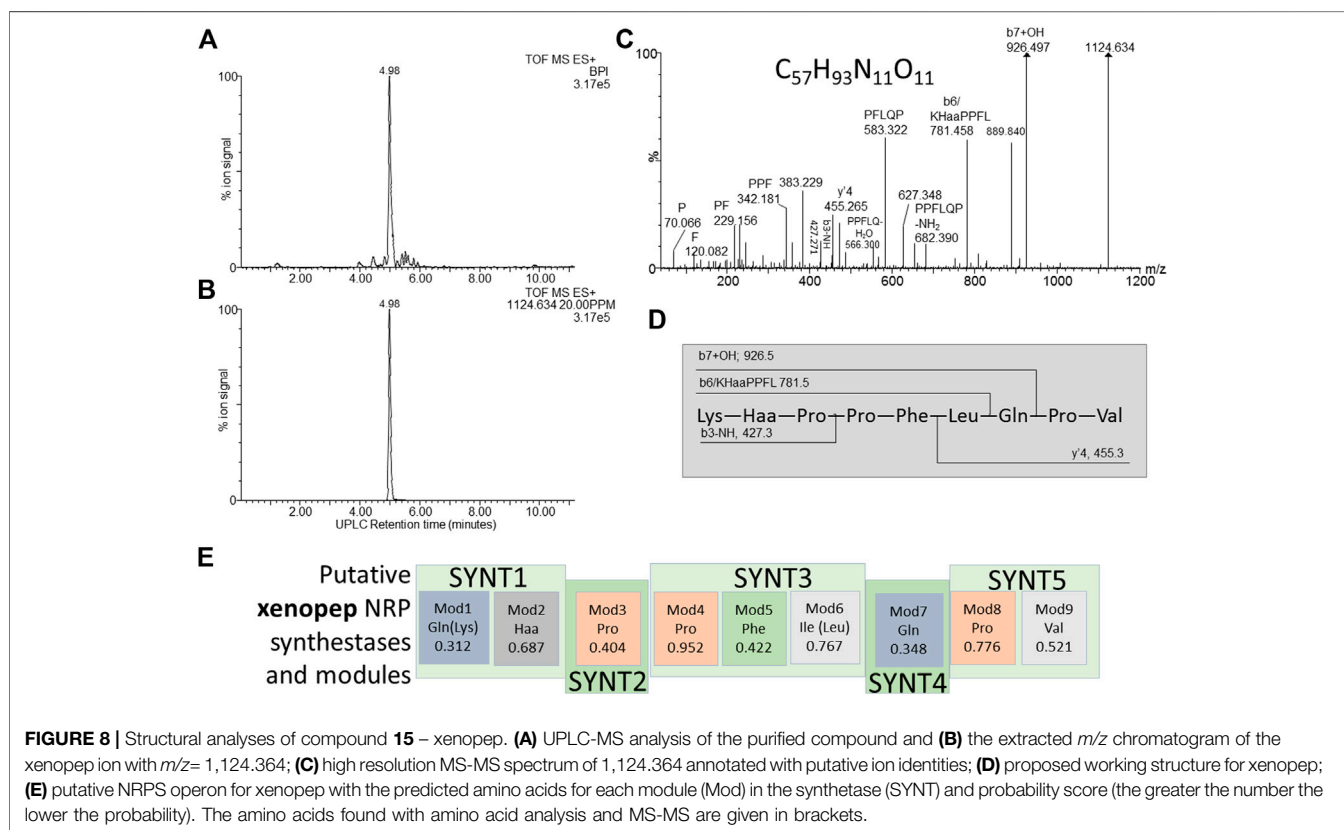 A
TOF MS ES+
BPI
3.17e5
4.98
100
% ion signal
0
2.00 4.00 6.00 8.00 10.00
B
TOF MS ES+
1124.634 20.00PPM
3.17e5
4.98
100
% ion signal
0
2.00 4.00 6.00 8.00 10.00
UPLC Retention time (minutes)
C
C57H93N11O11
b7+OH
926.497
1124.634
100
%
0
P
70.066
F
120.082
PF
229.156
PPF
342.181
383.229
427.271
b3-NH
y'4
455.265
PPFLQ-
H2O
566.300
PFLQP
583.322
627.348
PPFLQP
-NH2
682.390
b6/
KHaaPPFL
781.458
889.840
200 400 600 800 1000 1200
m/z
D
b7+OH; 926.5
b6/KHaaPPFL 781.5
Lys—Haa—Pro—Pro—Phe—Leu—Gln—Pro—Val
b3-NH, 427.3
y'4, 455.3
E
Putative
xenopep NRP
synthestases
and modules
SYNT1
Mod1
Gln(Lys)
0.312
Mod2
Haa
0.687
Mod3
Pro
0.404
SYNT2
SYNT3
Mod4
Pro
0.952
Mod5
Phe
0.422
Mod6
Ile (Leu)
0.767
Mod7
Gln
0.348
SYNT4
SYNT5
Mod8
Pro
0.776
Mod9
Val
0.521
FIGURE 8 | Structural analyses of compound 15 – xenopep. (A) UPLC-MS analysis of the purified compound and (B) the extracted m/z chromatogram of the
xenopep ion with m/z= 1,124.364; (C) high resolution MS-MS spectrum of 1,124.364 annotated with putative ion identities; (D) proposed working structure for xenopep;
(E) putative NRPS operon for xenopep with the predicted amino acids for each module (Mod) in the synthetase (SYNT) and probability score (the greater the number the
lower the probability). The amino acids found with amino acid analysis and MS-MS are given in brackets.